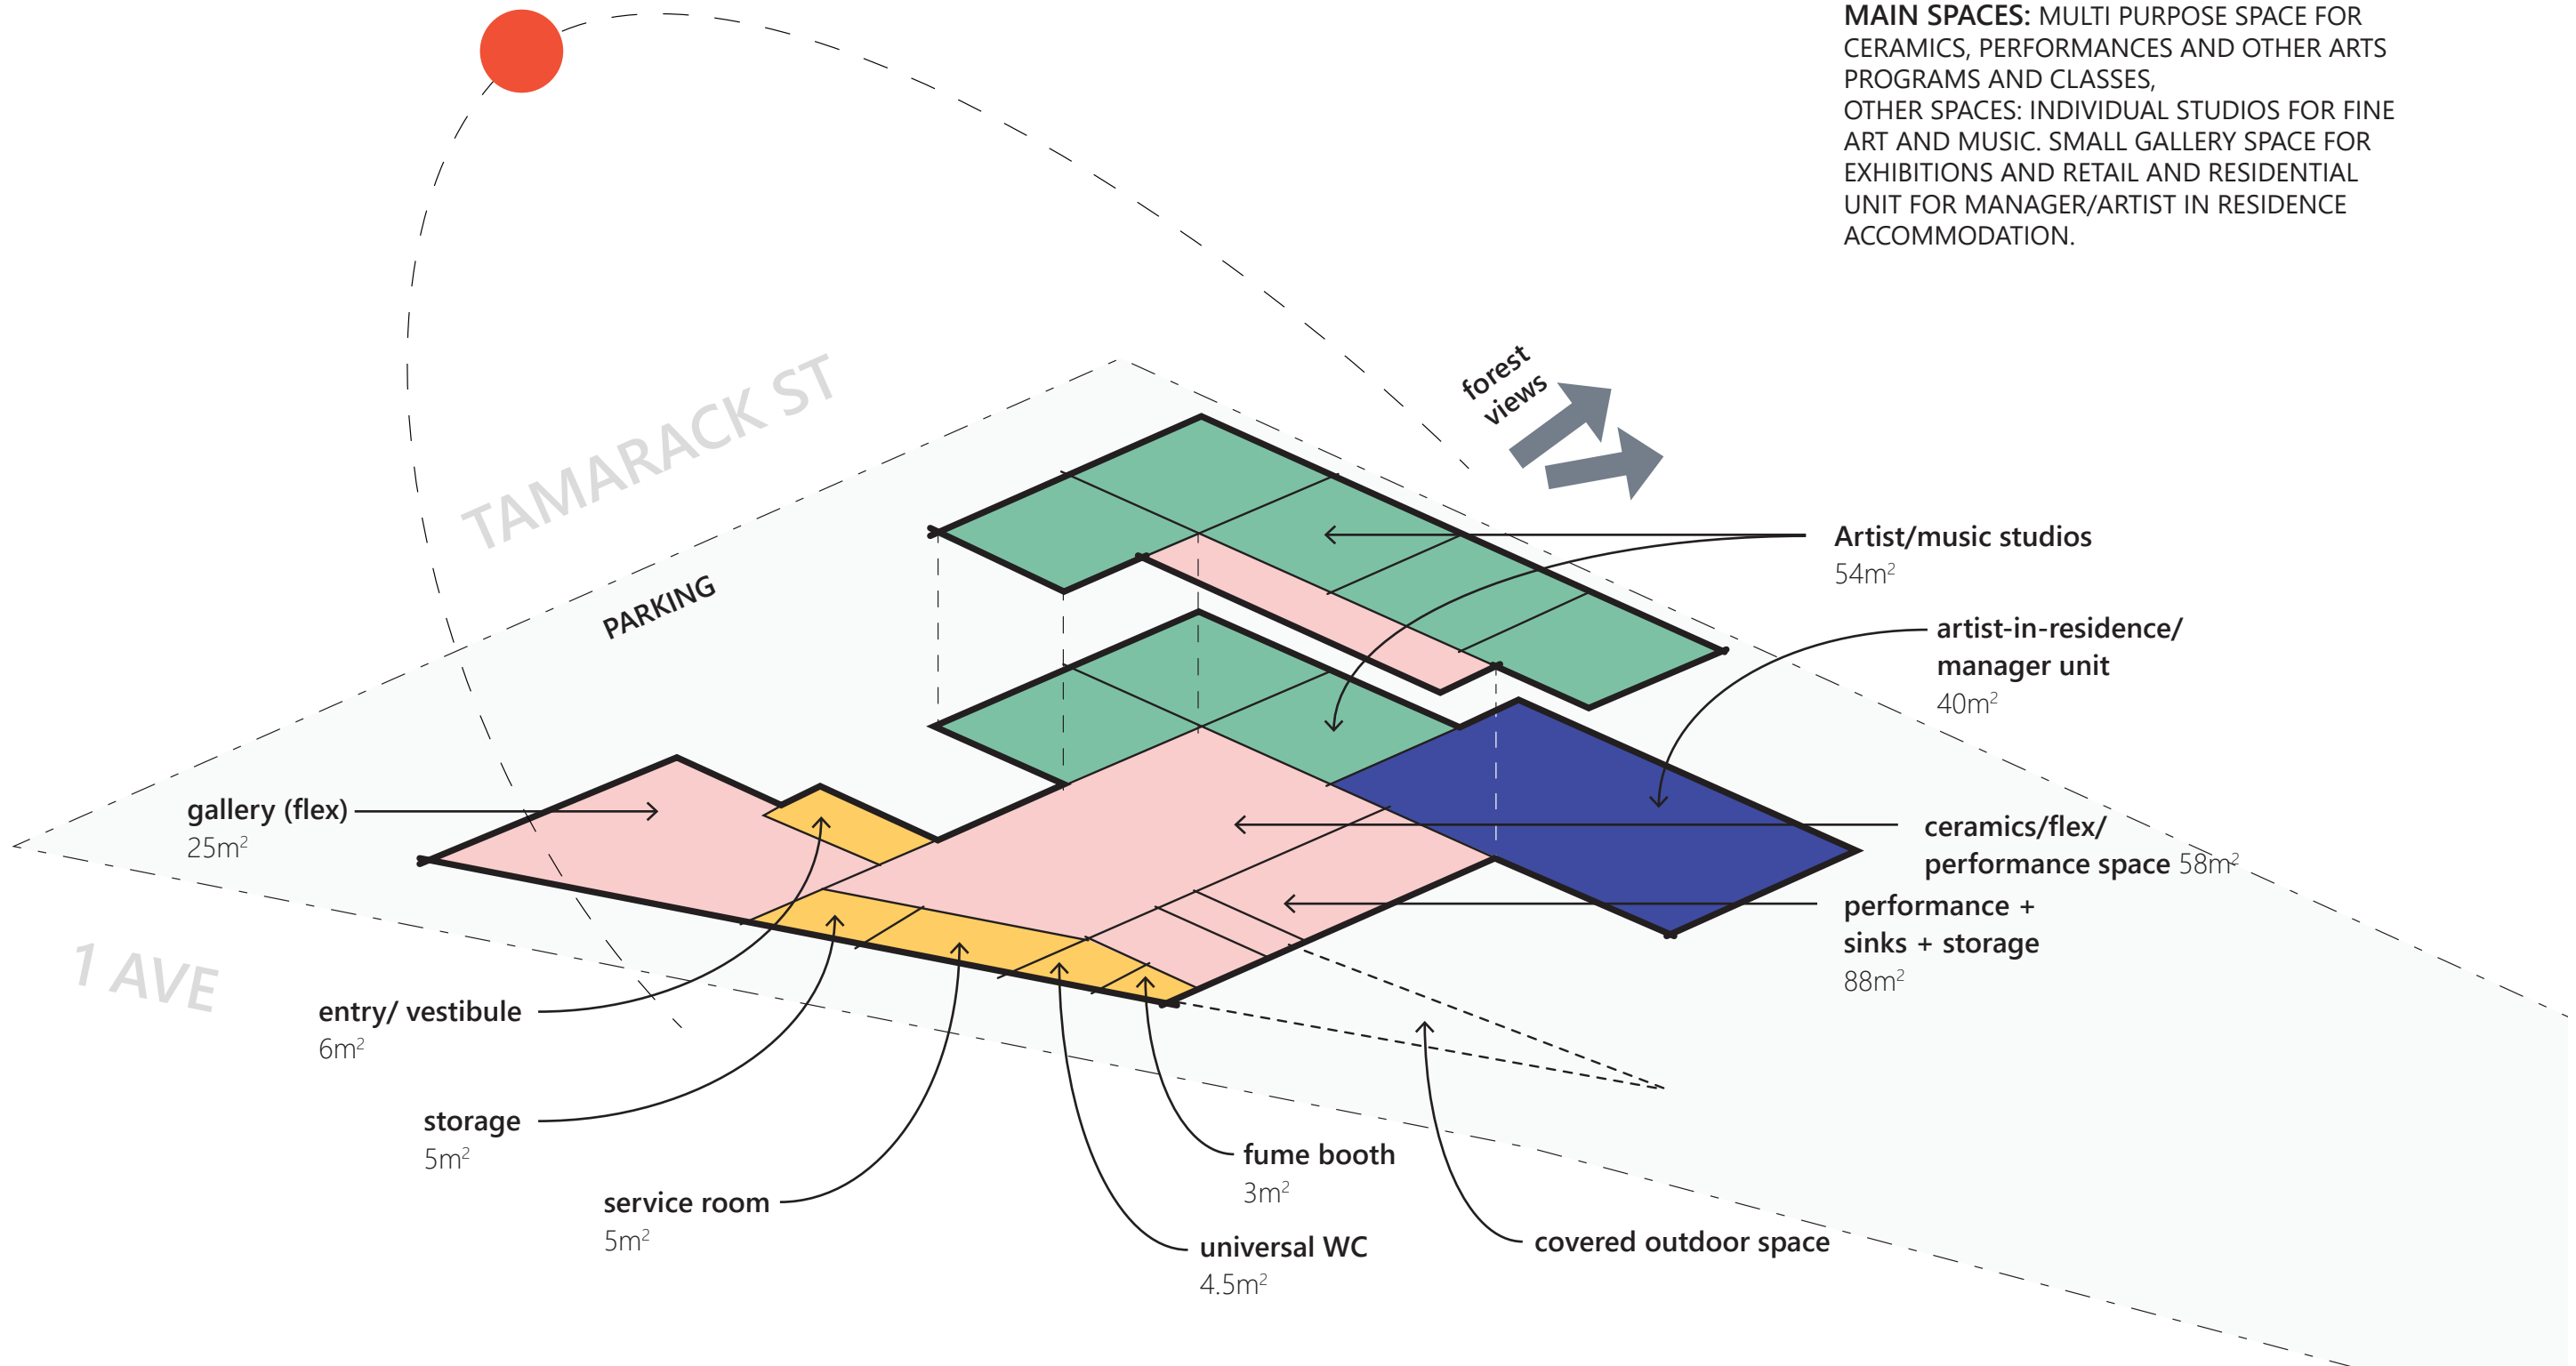 MAIN SPACES: MULTI PURPOSE SPACE FOR
CERAMICS, PERFORMANCES AND OTHER ARTS
PROGRAMS AND CLASSES,
OTHER SPACES: INDIVIDUAL STUDIOS FOR FINE
ART AND MUSIC. SMALL GALLERY SPACE FOR
EXHIBITIONS AND RETAIL AND RESIDENTIAL
UNIT FOR MANAGER/ARTIST IN RESIDENCE
ACCOMMODATION.
forest
views
TAMARACK ST
PARKING
Artist/music studios
54m²
artist-in-residence/
manager unit
40m²
gallery (flex)
25m²
ceramics/flex/
performance space 58m²
performance +
sinks + storage
88m²
1 AVE
entry/ vestibule
6m²
storage
5m²
service room
5m²
fume booth
3m²
universal WC
4.5m²
covered outdoor space